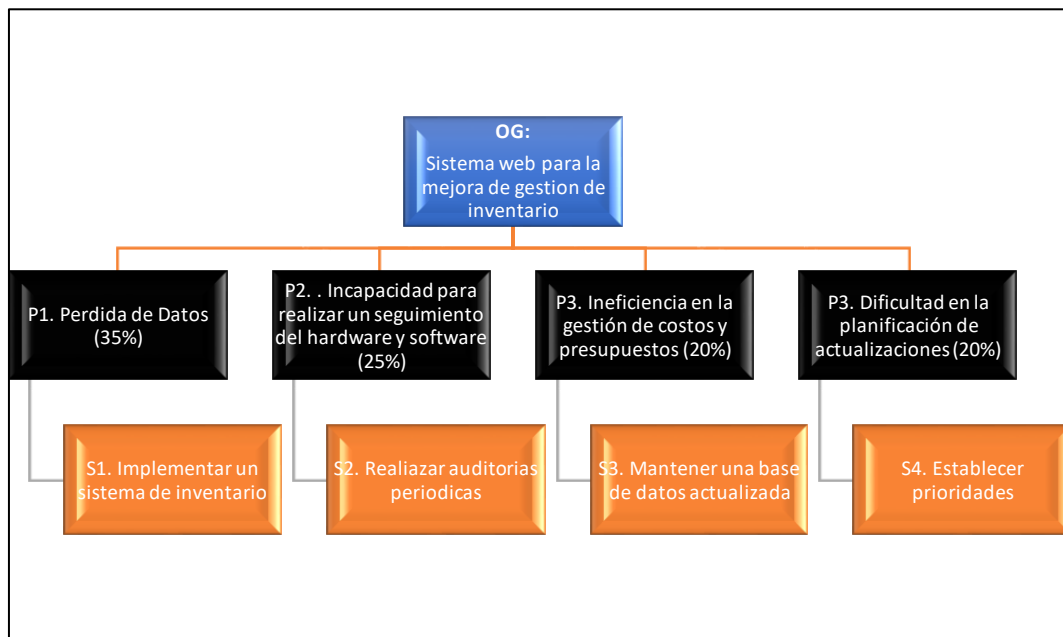 OG:
Sistema web para la
mejora de gestion de
inventario
P1. Perdida de Datos
(35%)
P2. . Incapacidad para
realizar un seguimiento
del hardware y software
(25%)
P3. Ineficiencia en la
gestión de costos y
presupuestos (20%)
P3. Dificultad en la
planificación de
actualizaciones (20%)
S1. Implementar un
sistema de inventario
S2. Realiazar auditorias
periodicas
S3. Mantener una base
de datos actualizada
S4. Establecer
prioridades